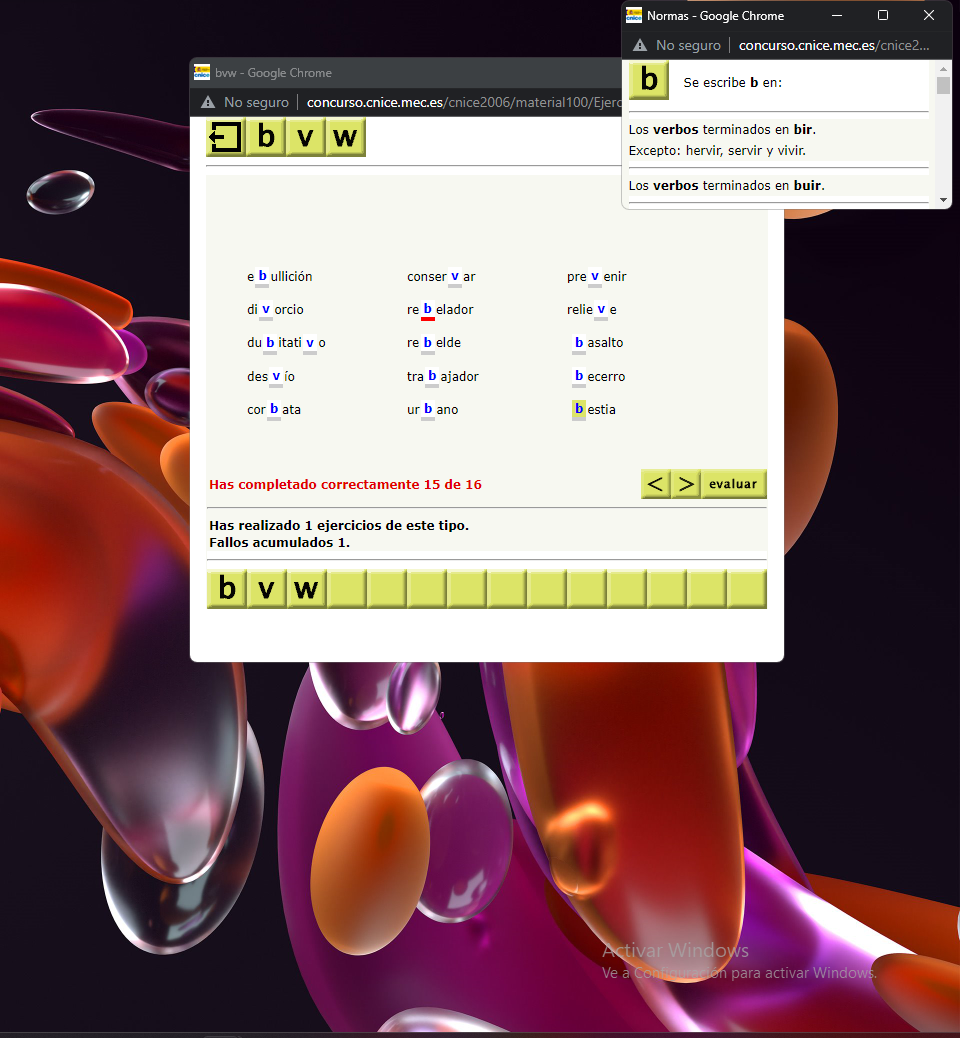 Normas - Google Chrome
No seguro | concurso.cnice.mec.es/cnice2...
b Se escribe b en:
Los verbos terminados en bir.
Excepto: hervir, servir y vivir.
Los verbos terminados en buir.
bvw - Google Chrome
No seguro | concurso.cnice.mec.es/cnice2006/material100/Ejerc
b v w
e b ullición conser v ar pre v enir
di v orcio re b elador relie v e
du b itati v o re b elde b asalto
des v ío tra b ajador b ecerro
cor b ata ur b ano b estia
Has completado correctamente 15 de 16 < > evaluar
Has realizado 1 ejercicios de este tipo.
Fallos acumulados 1.
b v w
Activar Windows
Ve a Configuración para activar Windows.